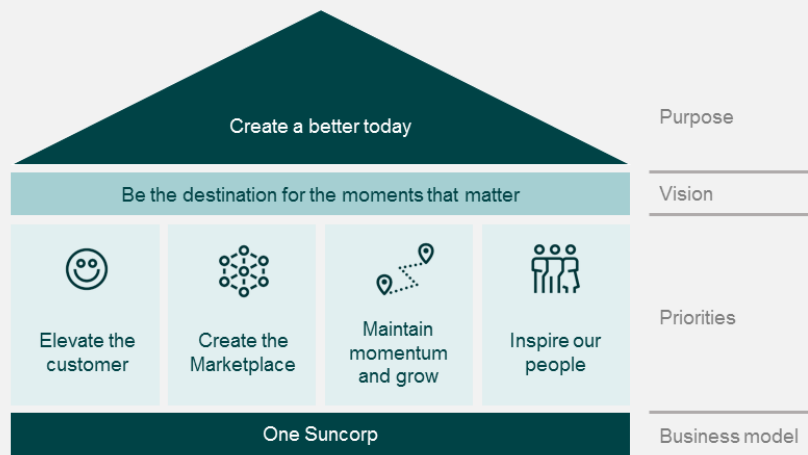 Create a better today
Purpose
Be the destination for the moments that matter
Vision
Elevate the
customer
Create the
Marketplace
Maintain
momentum
and grow
Inspire our
people
Priorities
One Suncorp
Business model